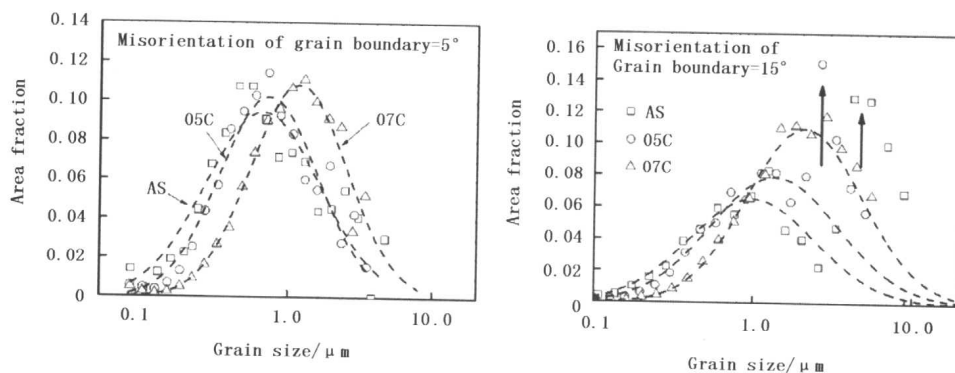 Misorientation of grain boundary=5°
0.14
0.12
0.10
0.08
0.06
0.04
0.02
0
Area fraction
05C
AS
07C
0.1
1.0
10.0
Grain size/μm
Misorientation of
Grain boundary=15°
AS
05C
07C
0.16
0.14
0.12
0.10
0.08
0.06
0.04
0.02
0
Area fraction
0.1
1.0
10.0
Grain size/μm